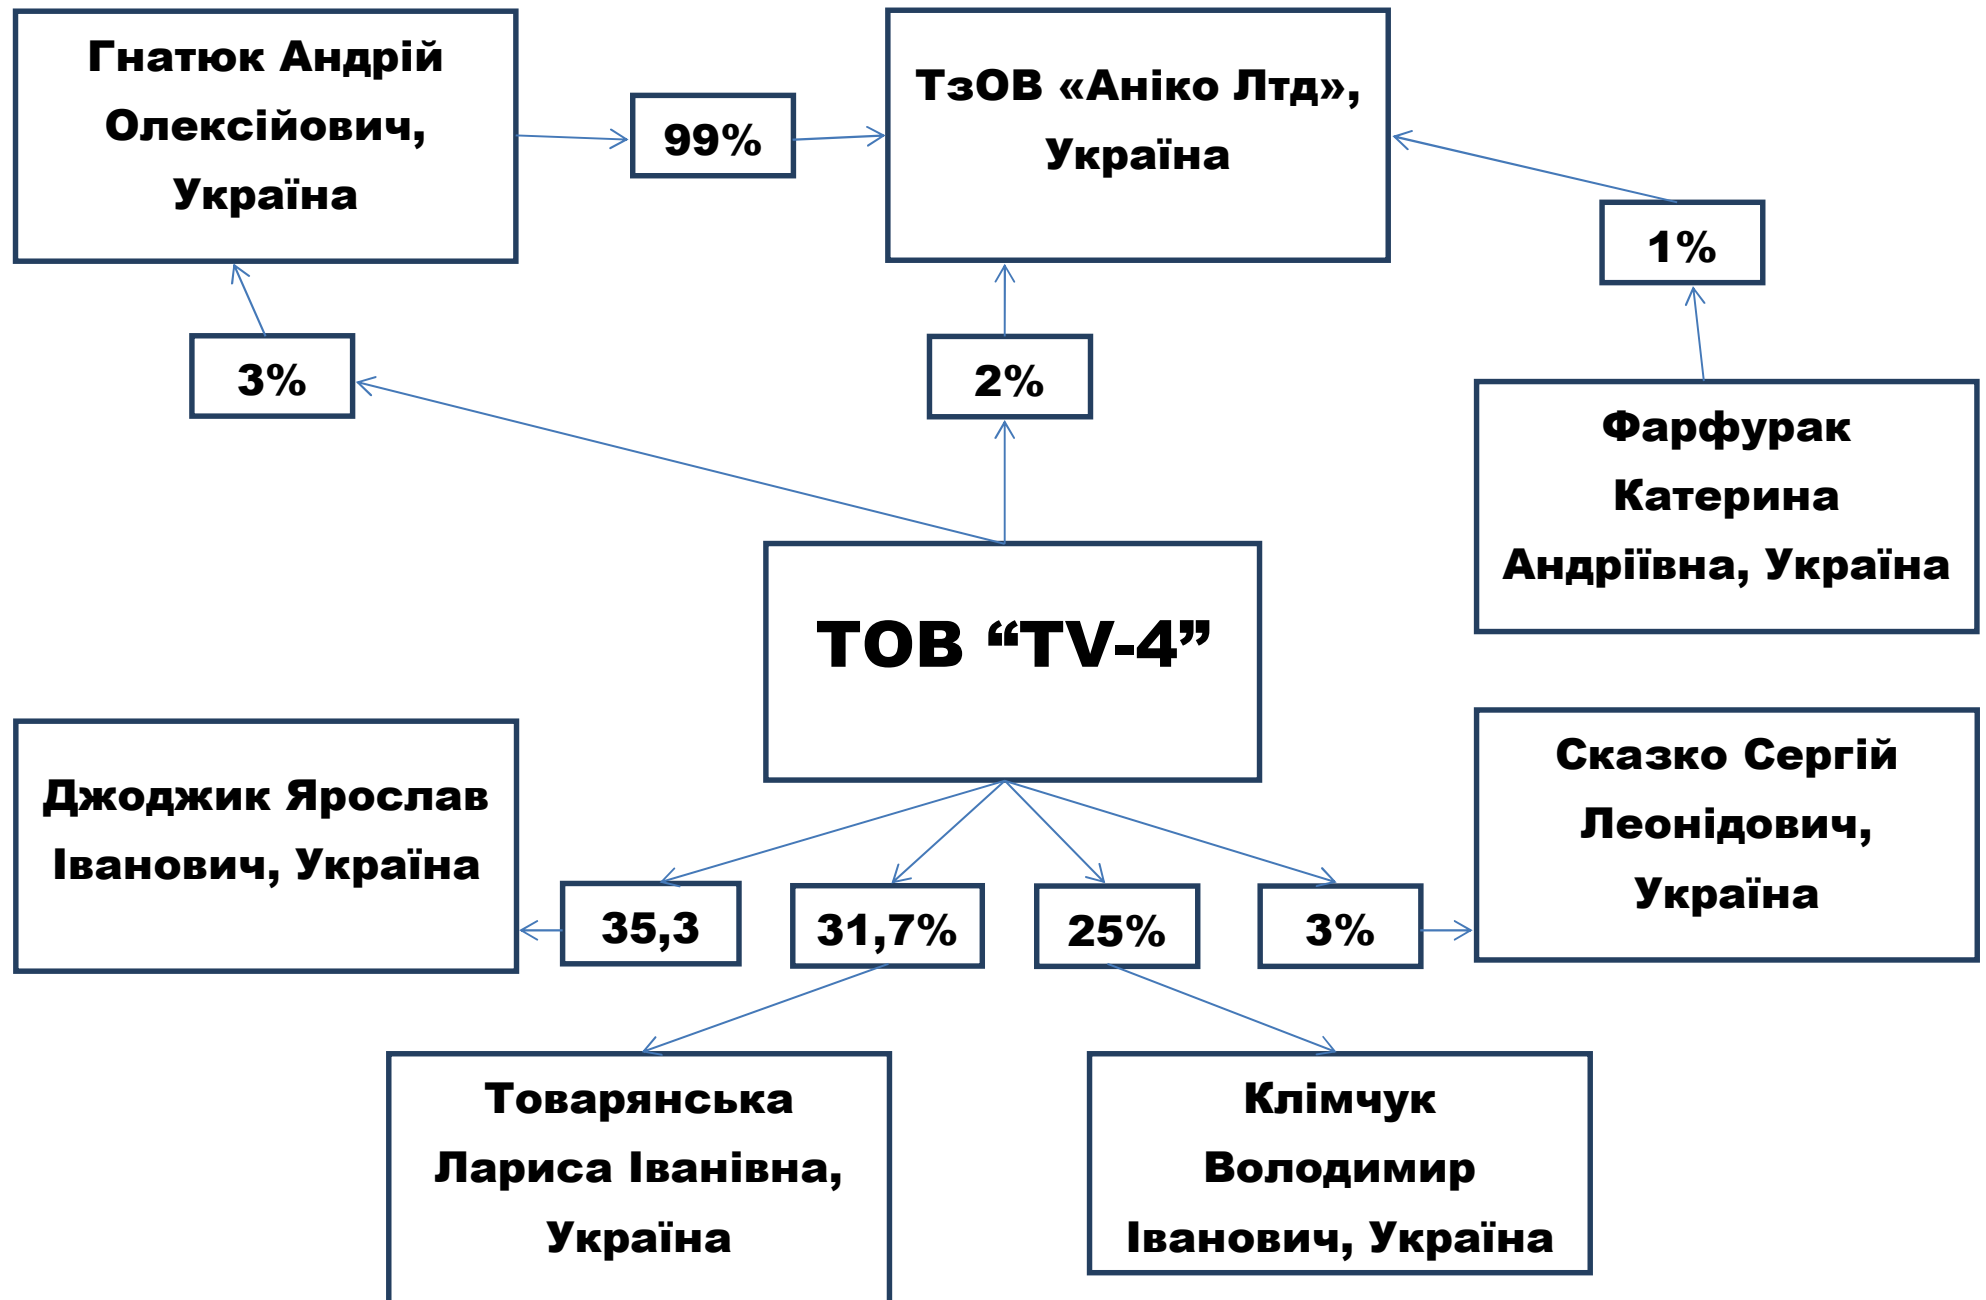 Гнатюк Андрій
Олексійович,
Україна
99%
ТзОВ «Аніко Лтд»,
Україна
1%
3%
2%
Фарфурак
Катерина
Андріївна, Україна
ТОВ “TV-4”
Джоджик Ярослав
Іванович, Україна
Сказко Сергій
Леонідович,
Україна
35,3
31,7%
25%
3%
Товарянська
Лариса Іванівна,
Україна
Клімчук
Володимир
Іванович, Україна